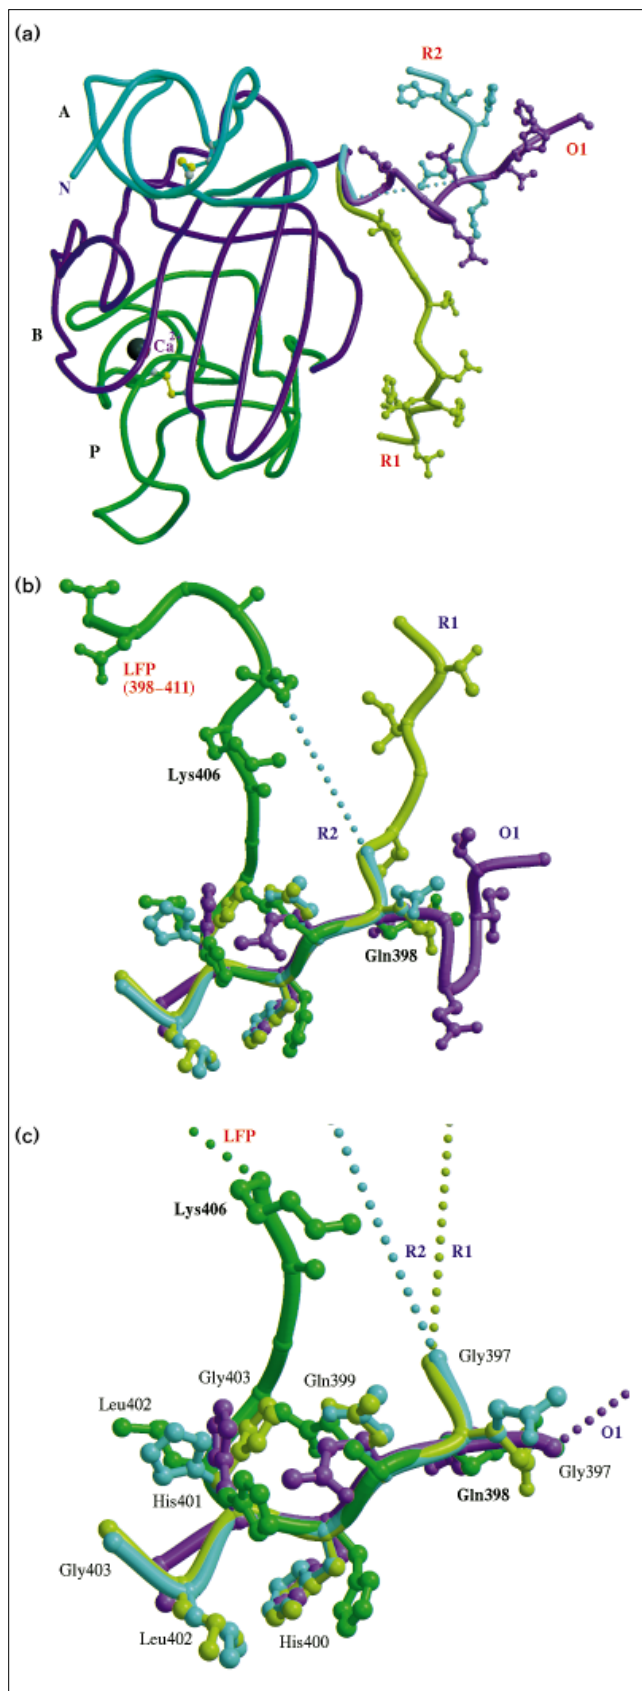 (a)
R2
A
O1
N
B
Ca2
P
R1
(b)
R1
LFP
(398–411)
Lys406
R2
O1
Gln398
(c)
LFP
Lys406
R2 R1
Gly397
Gly403 Gln399
Leu402
O1
Gly397
His401
Gln398
Gly403
Leu402
His400